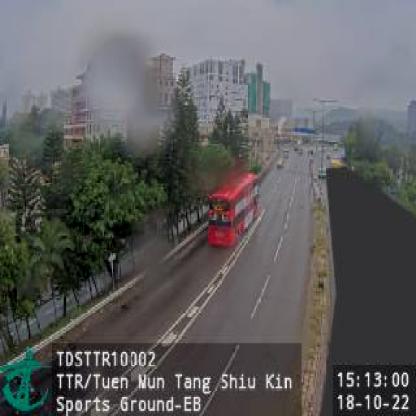 TDSTTR10002
TTR/Tuen Mun Tang Shiu Kin
Sports Ground-EB
15:13:00
18-10-22